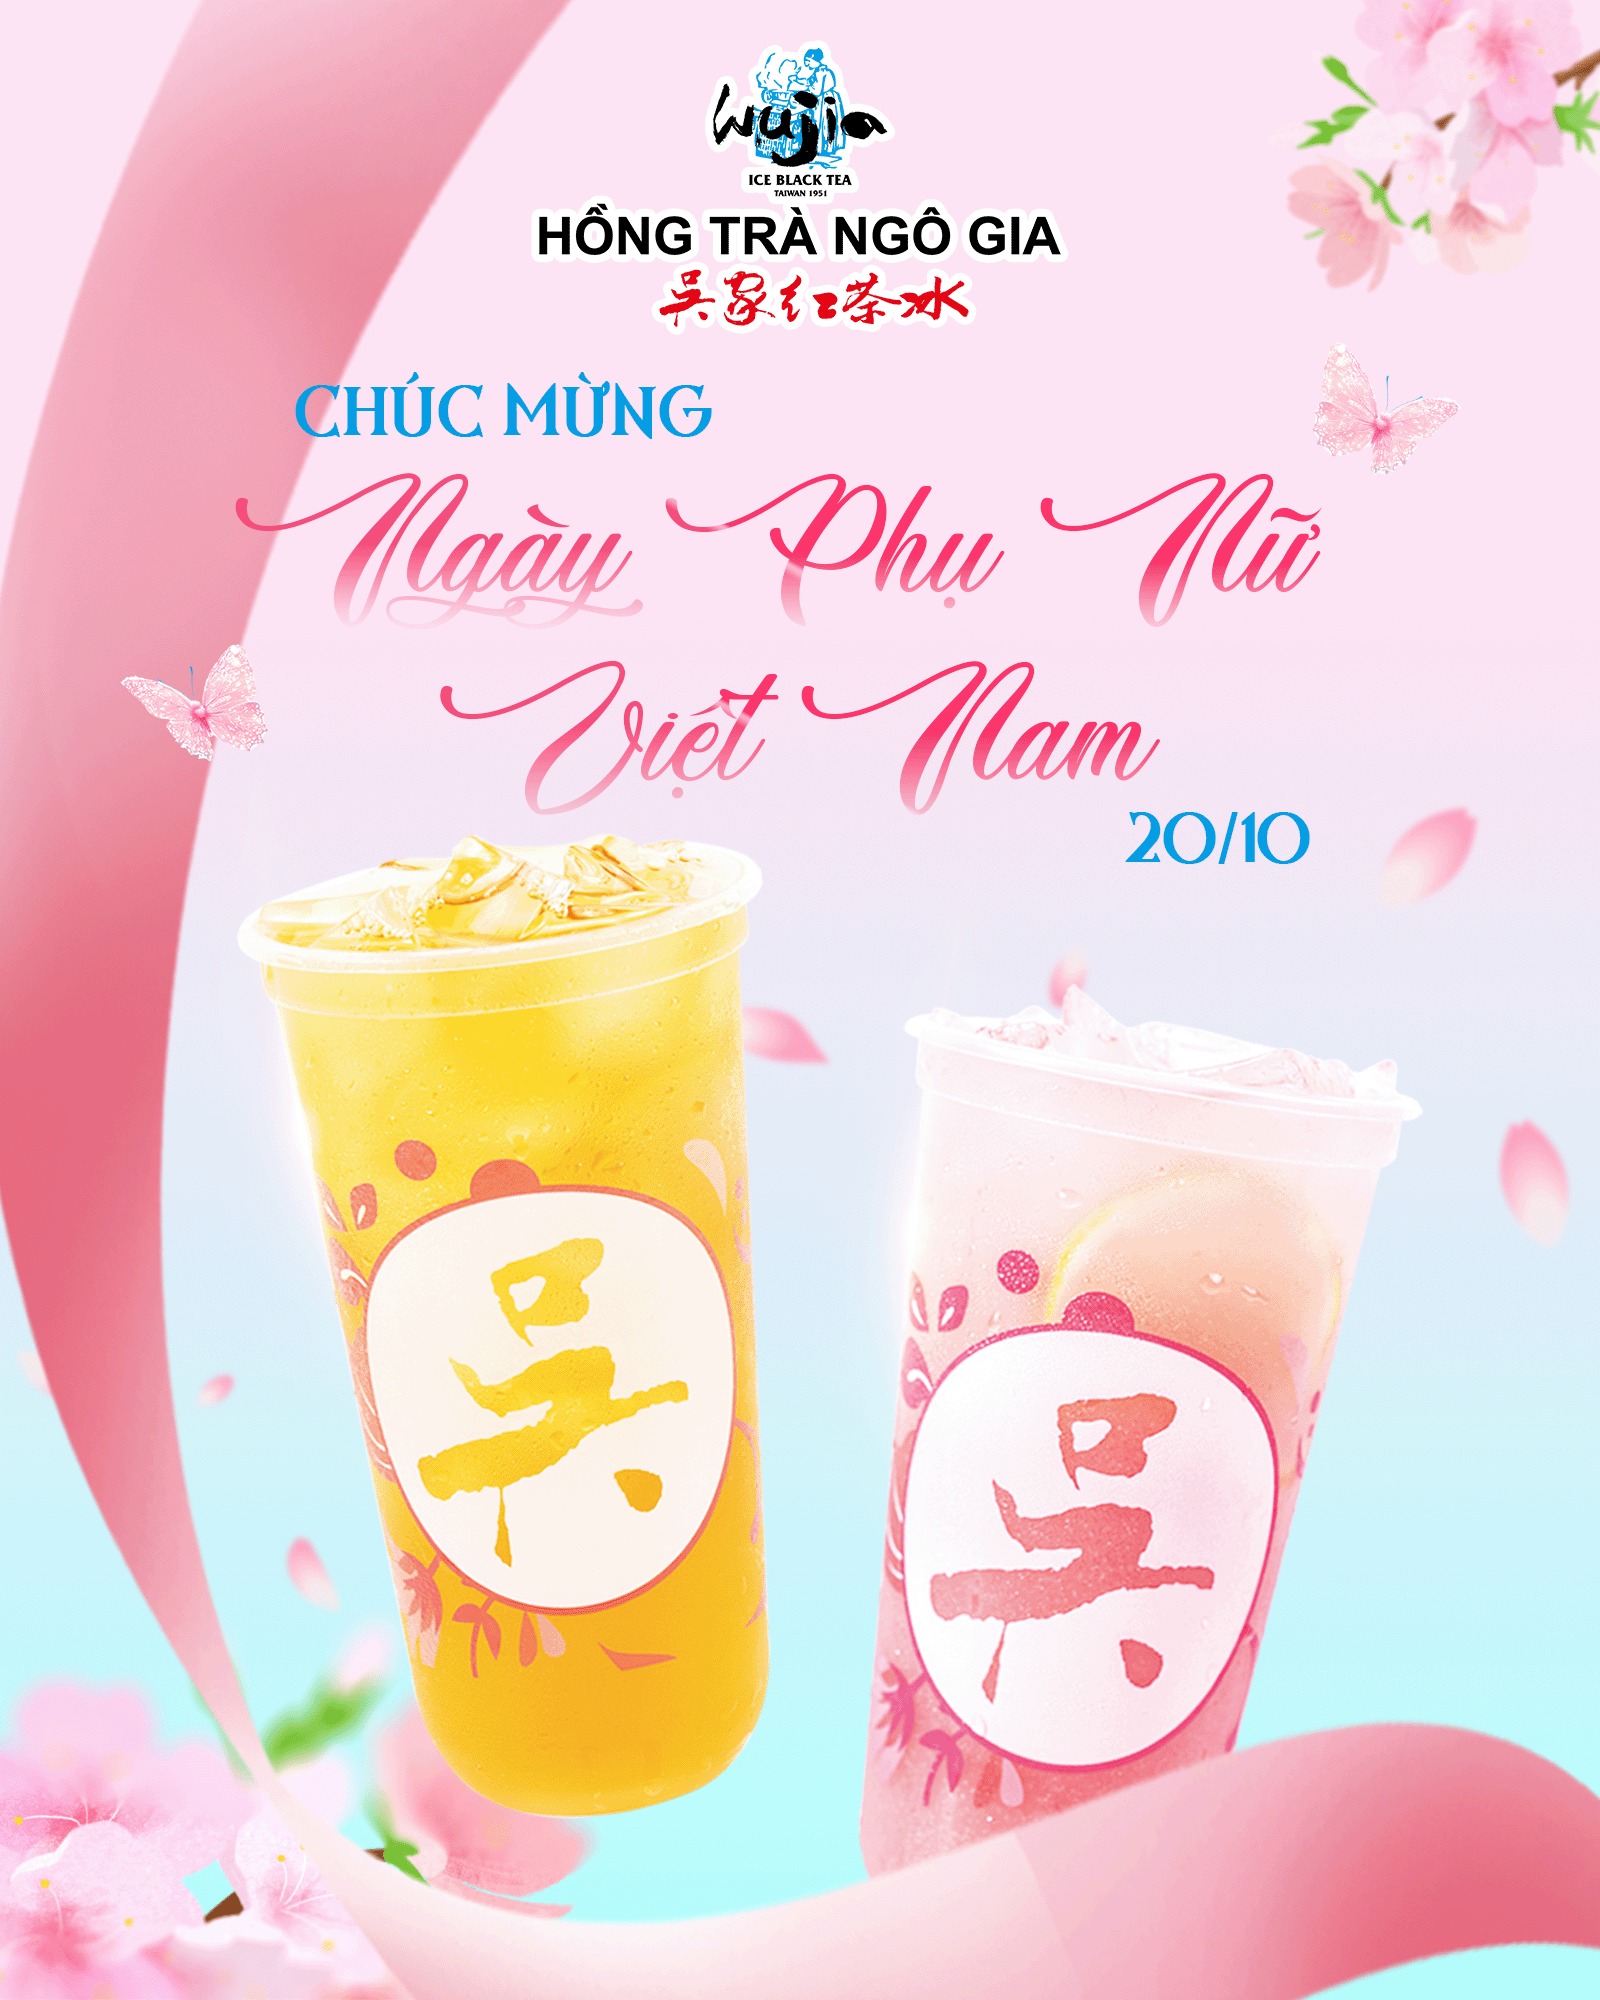 wujia
ICE BLACK TEA
TAIWAN 1951
HỒNG TRÀ NGÔ GIA
吳家紅茶冰
CHÚC MỪNG
Ngày Phụ Nữ
Việt Nam
20/10
吳
吳